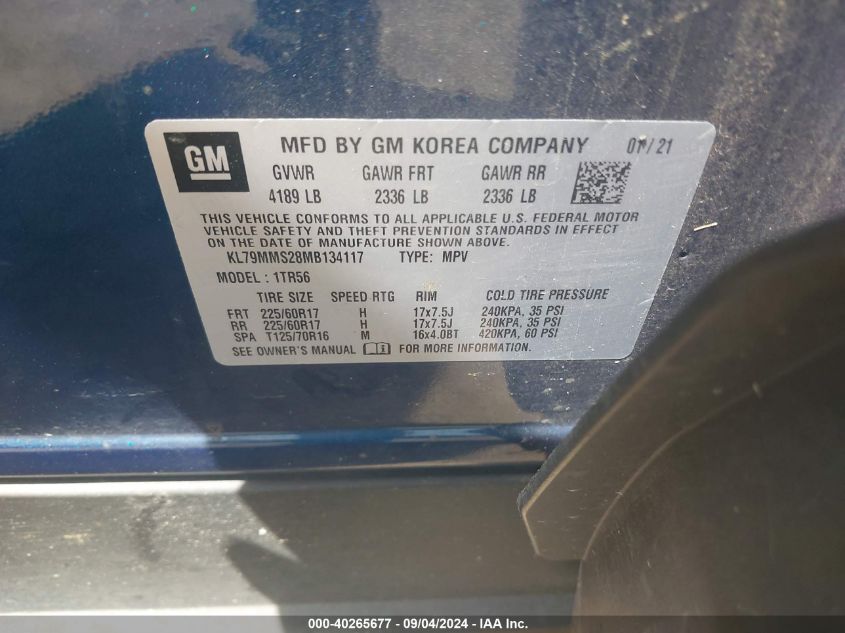 GM
MFD BY GM KOREA COMPANY 01/21
GVWR GAWR FRT GAWR RR
4189 LB 2336 LB 2336 LB
THIS VEHICLE CONFORMS TO ALL APPLICABLE U.S. FEDERAL MOTOR
VEHICLE SAFETY AND THEFT PREVENTION STANDARDS IN EFFECT
ON THE DATE OF MANUFACTURE SHOWN ABOVE.
KL79MMS28MB134117 TYPE: MPV
MODEL : 1TR56
TIRE SIZE SPEED RTG RIM COLD TIRE PRESSURE
FRT 225/60R17 H 17x7.5J 240KPA, 35 PSI
RR 225/60R17 H 17x7.5J 240KPA, 35 PSI
SPA T125/70R16 M 16x4.0BT 420KPA, 60 PSI
SEE OWNER'S MANUAL FOR MORE INFORMATION.
000-40265677 - 09/04/2024 - IAA Inc.